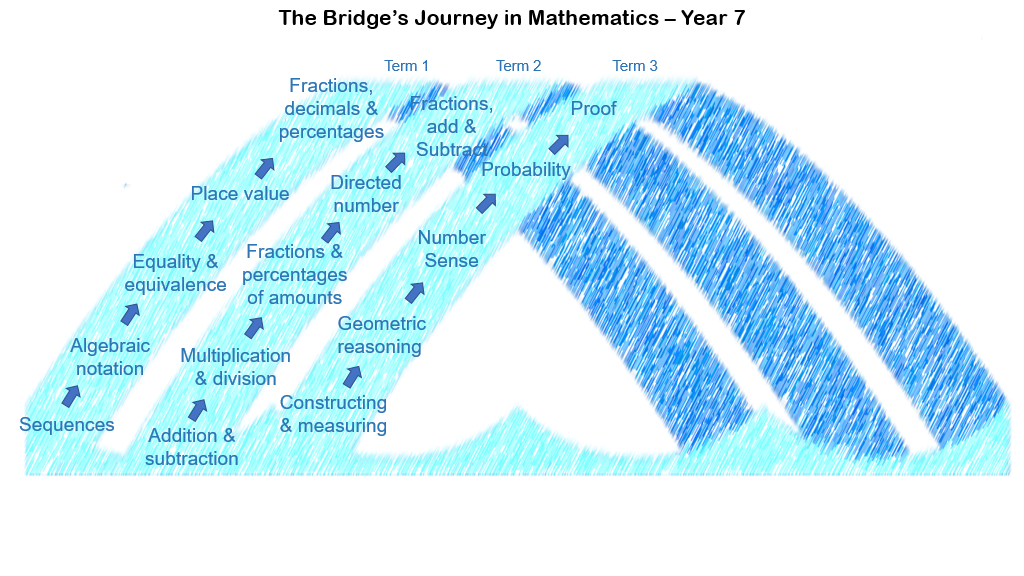 The Bridge’s Journey in Mathematics – Year 7
Term 1
Term 2
Term 3
Fractions,
decimals &
percentages
Place value
Equality &
equivalence
Algebraic
notation
Sequences
Fractions,
add &
Subtract
Directed
number
Fractions &
percentages
of amounts
Multiplication
& division
Addition &
subtraction
Proof
Probability
Number
Sense
Geometric
reasoning
Constructing
& measuring